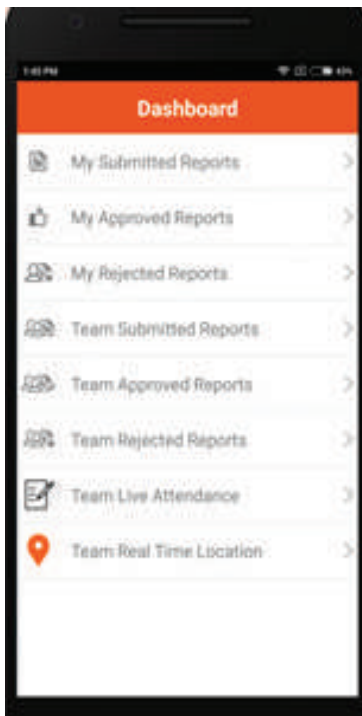 Dashboard
My Submitted Reports
My Approved Reports
My Rejected Reports
Team Submitted Reports
Team Approved Reports
Team Rejected Reports
Team Live Attendance
Team Real Time Location